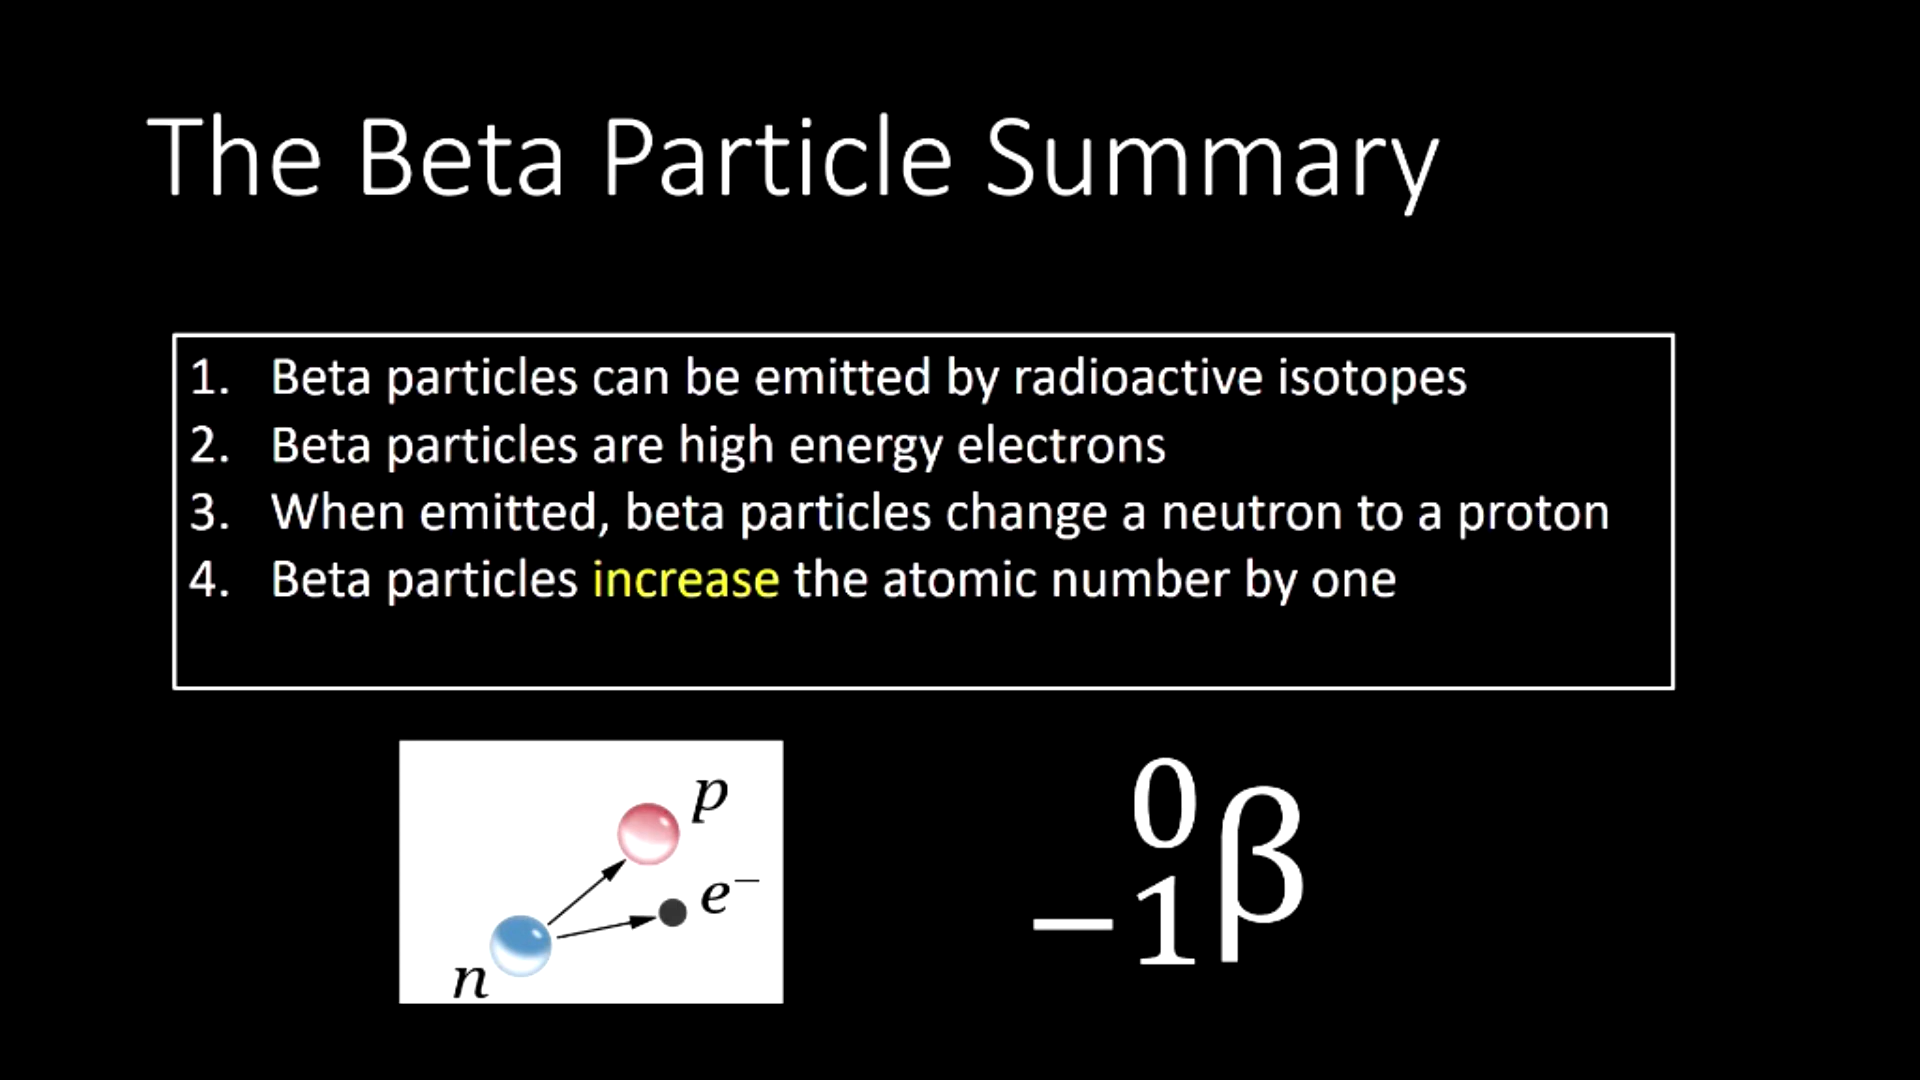 The Beta Particle Summary
1. Beta particles can be emitted by radioactive isotopes
2. Beta particles are high energy electrons
3. When emitted, beta particles change a neutron to a proton
4. Beta particles increase the atomic number by one
p
e⁻
n
0
−1 β